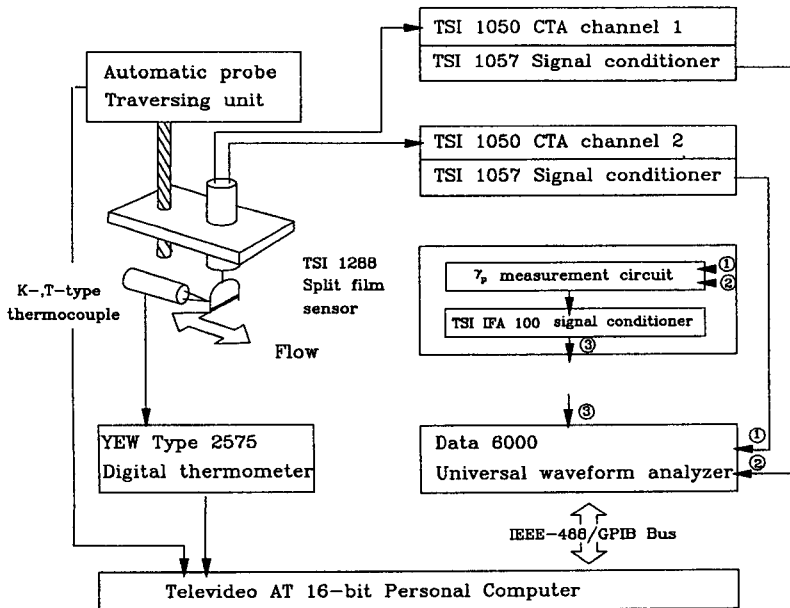 TSI 1050 CTA channel 1
TSI 1057 Signal conditioner
Automatic probe
Traversing unit
TSI 1050 CTA channel 2
TSI 1057 Signal conditioner
K-,T-type
thermocouple
TSI 1288
Split film
sensor
Flow
γp measurement circuit
①
②
TSI IFA 100 signal conditioner
③
③
YEW Type 2575
Digital thermometer
Data 6000
Universal waveform analyzer
①
②
IEEE-488/GPIB Bus
Televideo AT 16-bit Personal Computer